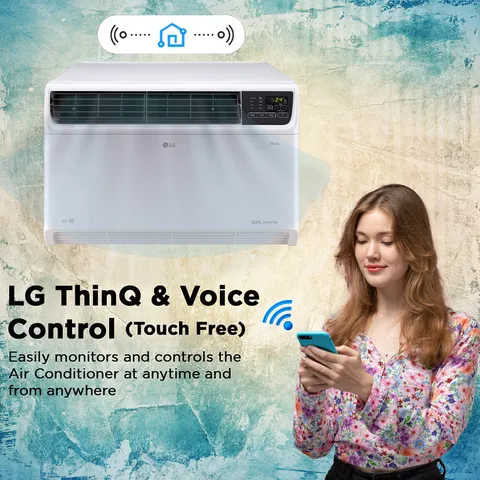 LG
DUAL Inverter
LG ThinQ & Voice
Control (Touch Free)
Easily monitors and controls the
Air Conditioner at anytime and
from anywhere